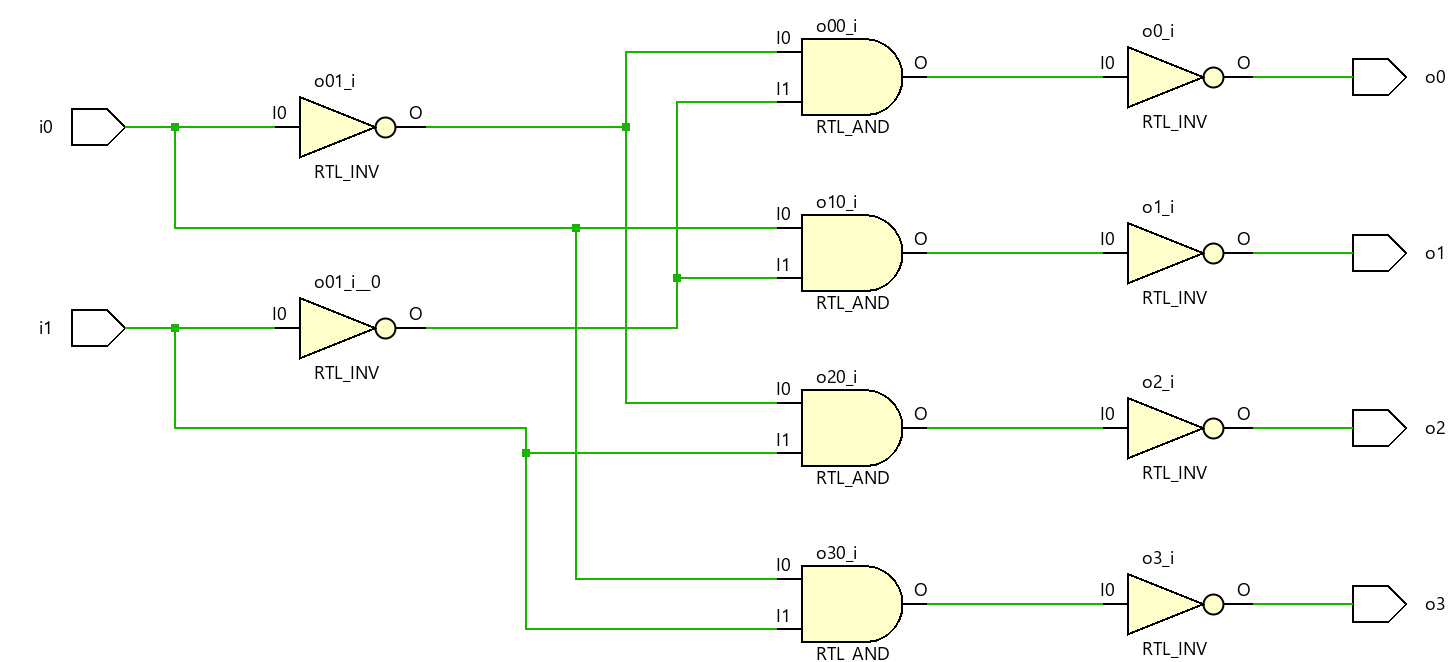 o00_i
o0_i
I0
O
I0
O
o0
o01_i
I1
i0
I0
O
RTL_AND
RTL_INV
RTL_INV
o10_i
o1_i
I0
O
I0
O
o1
I1
o01_i__0
RTL_AND
RTL_INV
i1
I0
O
RTL_INV
o20_i
o2_i
I0
O
I0
O
o2
I1
RTL_AND
RTL_INV
o30_i
o3_i
I0
O
I0
O
o3
I1
RTL_AND
RTL_INV